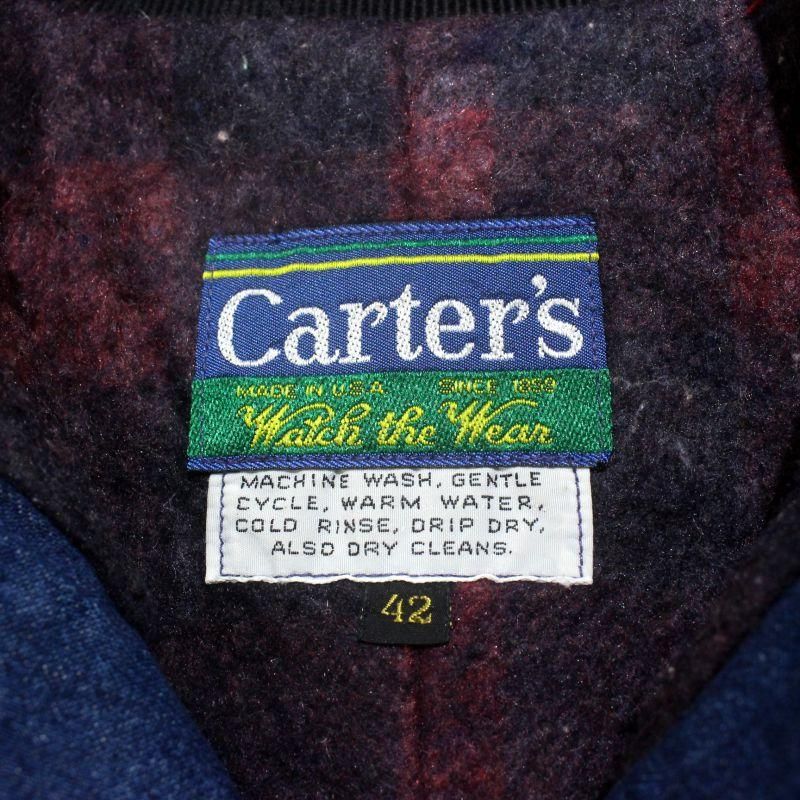 Carter's
MADE IN U.S.A. SINCE 1859
Watch the Wear
MACHINE WASH, GENTLE
CYCLE, WARM WATER,
COLD RINSE, DRIP DRY,
ALSO DRY CLEANS.
42